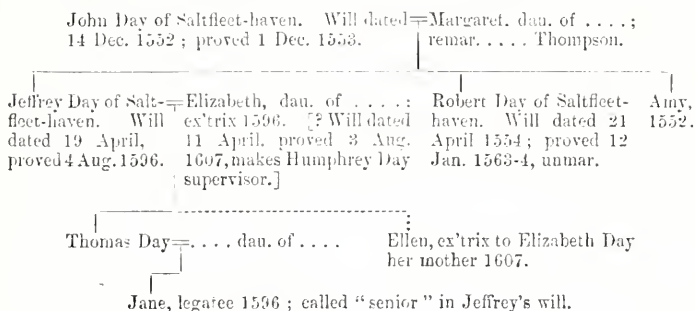 John Day of Saltfleet-haven. Will dated
14 Dec. 1552 ; proved 1 Dec. 1553.
Margaret. dau. of . . . . ;
remar. . . . . Thompson.
Jeffrey Day of Salt-
fleet-haven. Will
dated 19 April,
proved 4 Aug. 1596.
Elizabeth, dau. of . . . . :
ex'trix 1596. [? Will dated
11 April. proved 3 Aug.
1607, makes Humphrey Day
supervisor.]
Robert Day of Saltfleet-
haven. Will dated 21
April 1554 ; proved 12
Jan. 1563-4, unmar.
Amy,
1552.
Thomas Day=. . . . dau. of . . . .
Ellen, ex'trix to Elizabeth Day
her mother 1607.
Jane, legatee 1596 ; called "senior" in Jeffrey's will.